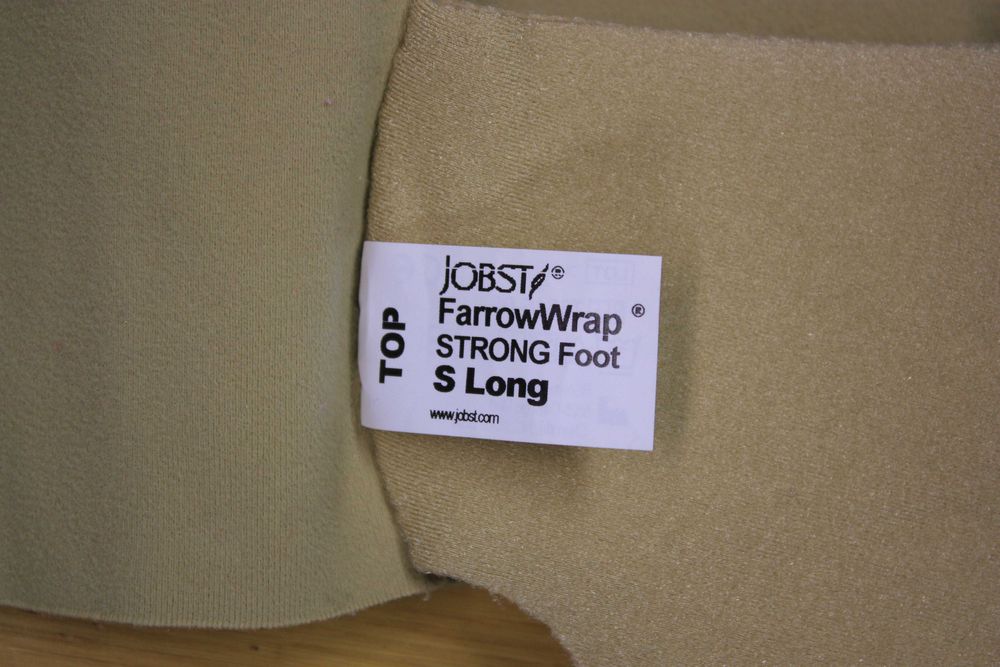 TOP
JOBST®
FarrowWrap®
STRONG Foot
S Long
www.jobst.com